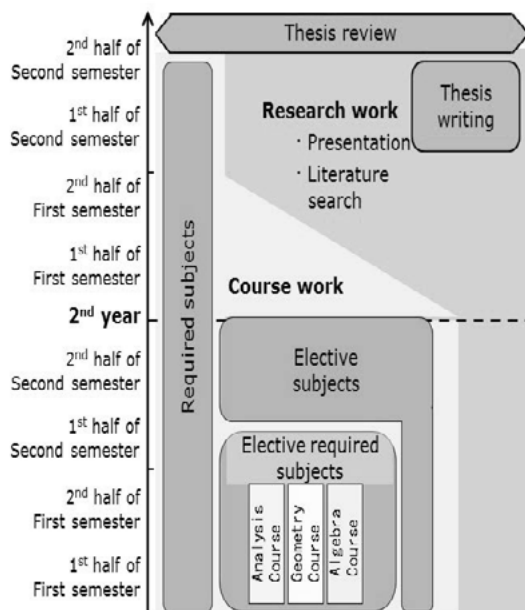 Thesis review
2nd half of
Second semester
1st half of
Second semester
2nd half of
First semester
1st half of
First semester
2nd year
2nd half of
Second semester
1st half of
Second semester
2nd half of
First semester
1st half of
First semester
Required subjects
Research work
· Presentation
· Literature
search
Thesis
writing
Course work
Elective
subjects
Elective required
subjects
Analysis
Course
Geometry
Course
Algebra
Course